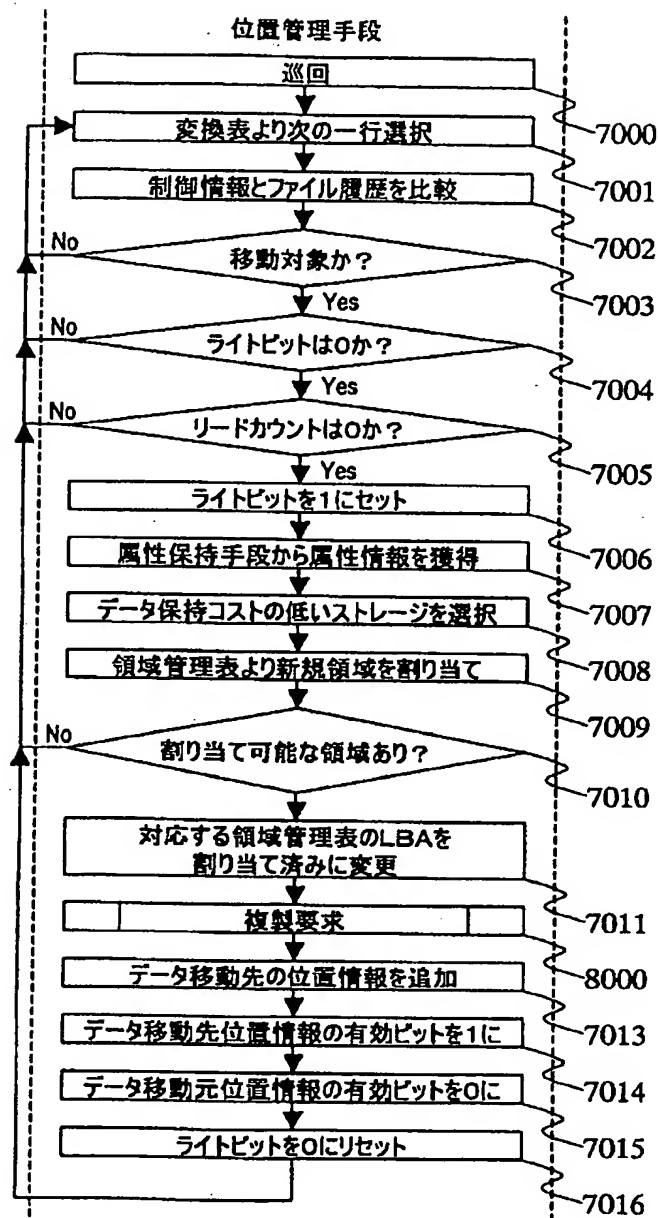 位置管理手段
巡回
7000
変換表より次の一行選択
7001
制御情報とファイル履歴を比較
7002
No
移動対象か?
7003
Yes
No
ライトビットは0か?
7004
Yes
No
リードカウントは0か?
7005
Yes
ライトビットを1にセット
7006
属性保持手段から属性情報を獲得
7007
データ保持コストの低いストレージを選択
7008
領域管理表より新規領域を割り当て
7009
No
割り当て可能な領域あり?
7010
対応する領域管理表のLBAを
割り当て済みに変更
7011
複製要求
8000
データ移動先の位置情報を追加
7013
データ移動先位置情報の有効ビットを1に
7014
データ移動元位置情報の有効ビットを0に
7015
ライトビットを0にリセット
7016